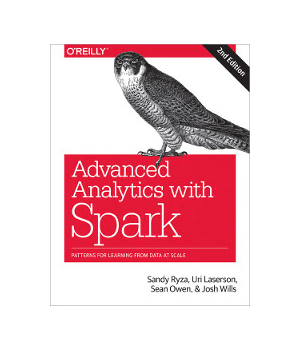 O'REILLY®
2nd Edition
Advanced
Analytics with
Spark
PATTERNS FOR LEARNING FROM DATA AT SCALE
Sandy Ryza, Uri Laserson,
Sean Owen, & Josh Wills